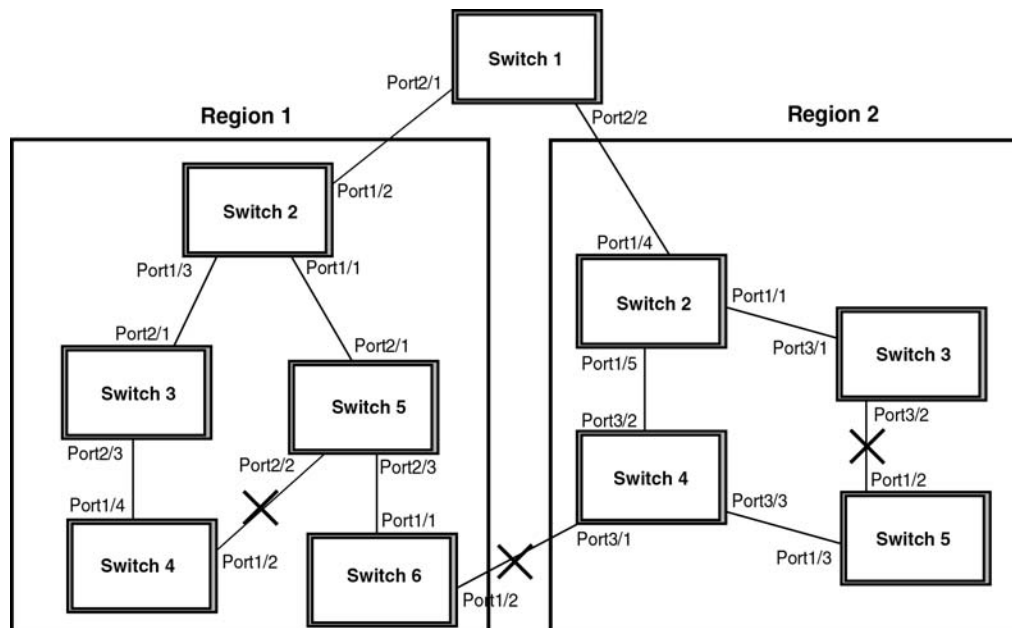 Switch 1
Port2/1
Port2/2
Region 1
Region 2
Port1/2
Switch 2
Port1/3
Port1/1
Port1/4
Switch 2
Port1/1
Port2/1
Port2/1
Port1/5
Port3/1
Switch 3
Switch 3
Switch 5
Port3/2
Port3/2
Port2/3
Port2/2
Port2/3
Switch 4
Port1/2
Port1/4
Port3/3
Port1/1
Port3/1
Switch 5
Switch 4
Port1/2
Switch 6
Port1/3
Port1/2